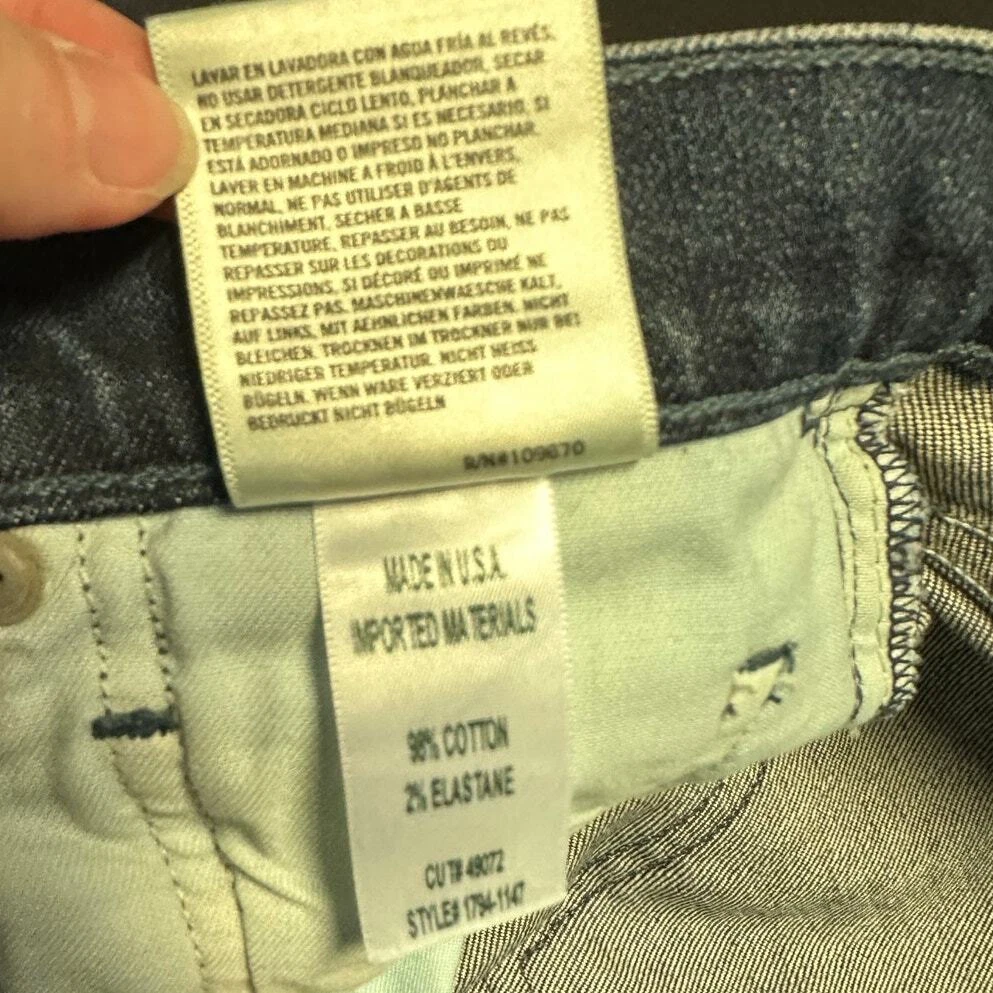 LAVAR EN LAVADORA CON AGUA FRÍA AL REVÉS.
NO USAR DETERGENTE BLANQUEADOR, SECAR
EN SECADORA CICLO LENTO, PLANCHAR A
TEMPERATURA MEDIANA SI ES NECESARIO, SI
ESTÁ ADORNADO O IMPRESO NO PLANCHAR.
LAVER EN MACHINE A FROID À L'ENVERS.
NORMAL, NE PAS UTILISER D'AGENTS DE
BLANCHIMENT, SECHER A BASSE
TEMPERATURE, REPASSER AU BESOIN, NE PAS
REPASSER SUR LES DECORATIONS OU
IMPRESSIONS. SI DÉCORÉ OU IMPRIMÉ NE
REPASSEZ PAS. MASCHINENWAESCHE KALT,
AUF LINKS, MIT AEHNLICHEN FARBEN. NICHT
BLEICHEN. TROCKNEN IM TROCKNER NUR BEI
NIEDRIGER TEMPERATUR. NICHT HEISS
BÜGELN. WENN WARE VERZIERT ODER
BEDRUCKT NICHT BÜGELN
R/N#109670
MADE IN U.S.A.
IMPORTED MATERIALS
98% COTTON
2% ELASTANE
CUT# 49072
STYLE# 1794-1147